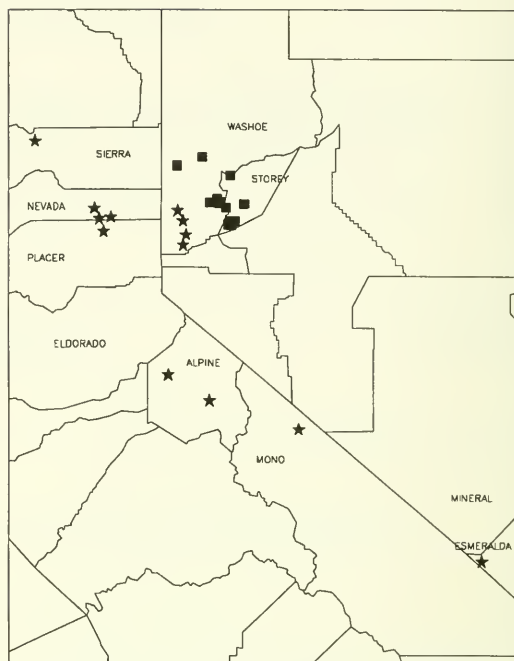 WASHOE
SIERRA
STOREY
NEVADA
PLACER
ELDORADO
ALPINE
MONO
MINERAL
ESMERALDA